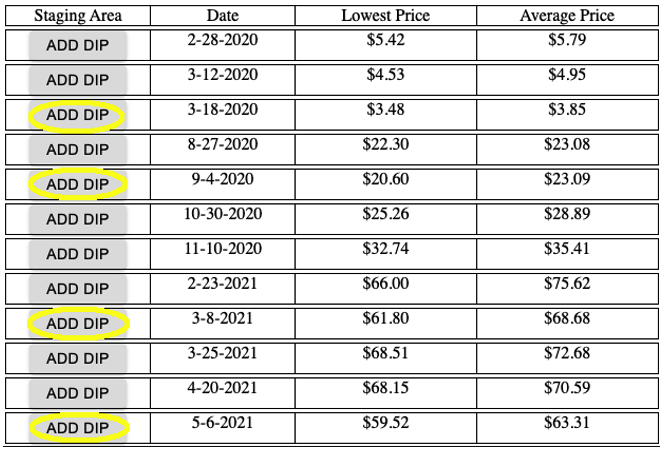 Staging Area Date Lowest Price Average Price
ADD DIP 2-28-2020 $5.42 $5.79
ADD DIP 3-12-2020 $4.53 $4.95
ADD DIP 3-18-2020 $3.48 $3.85
ADD DIP 8-27-2020 $22.30 $23.08
ADD DIP 9-4-2020 $20.60 $23.09
ADD DIP 10-30-2020 $25.26 $28.89
ADD DIP 11-10-2020 $32.74 $35.41
ADD DIP 2-23-2021 $66.00 $75.62
ADD DIP 3-8-2021 $61.80 $68.68
ADD DIP 3-25-2021 $68.51 $72.68
ADD DIP 4-20-2021 $68.15 $70.59
ADD DIP 5-6-2021 $59.52 $63.31